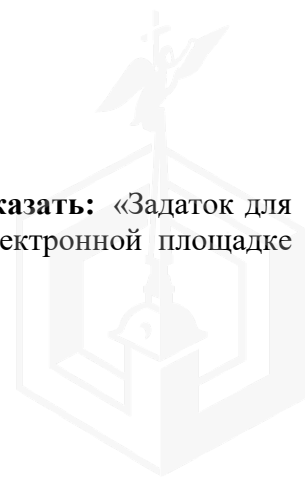 казать: «Задаток для
ектронной площадке